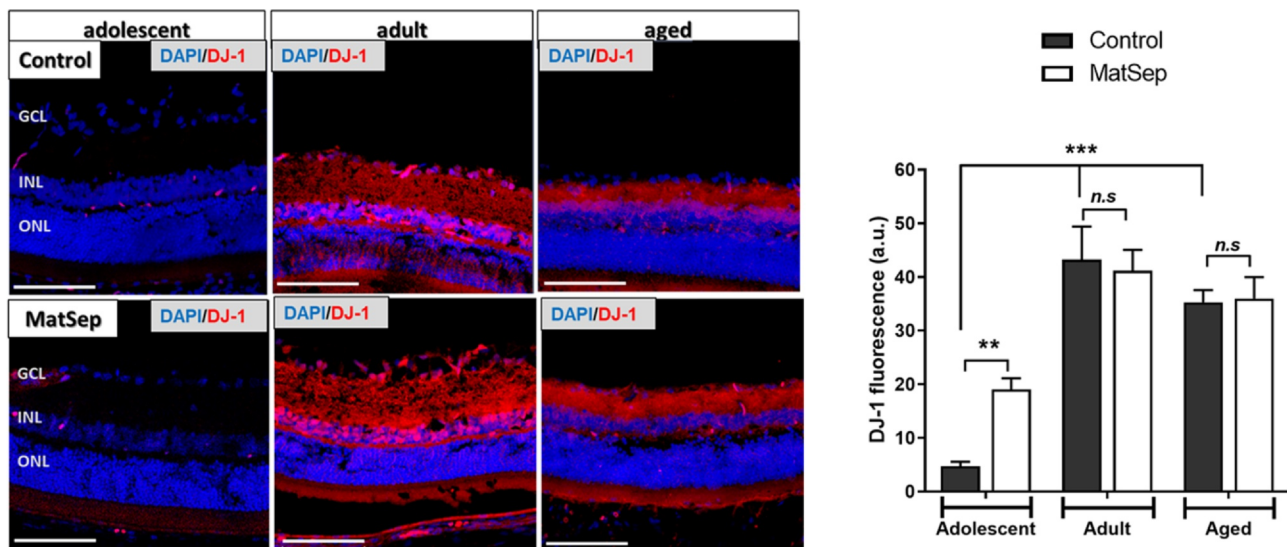 adolescent adult aged
Control DAPI/DJ-1 DAPI/DJ-1 DAPI/DJ-1
GCL
INL
ONL
MatSep DAPI/DJ-1 DAPI/DJ-1 DAPI/DJ-1
GCL
INL
ONL
Control
MatSep
***
n.s
n.s
**
DJ-1 fluorescence (a.u.)
60
50
40
30
20
10
0
Adolescent Adult Aged